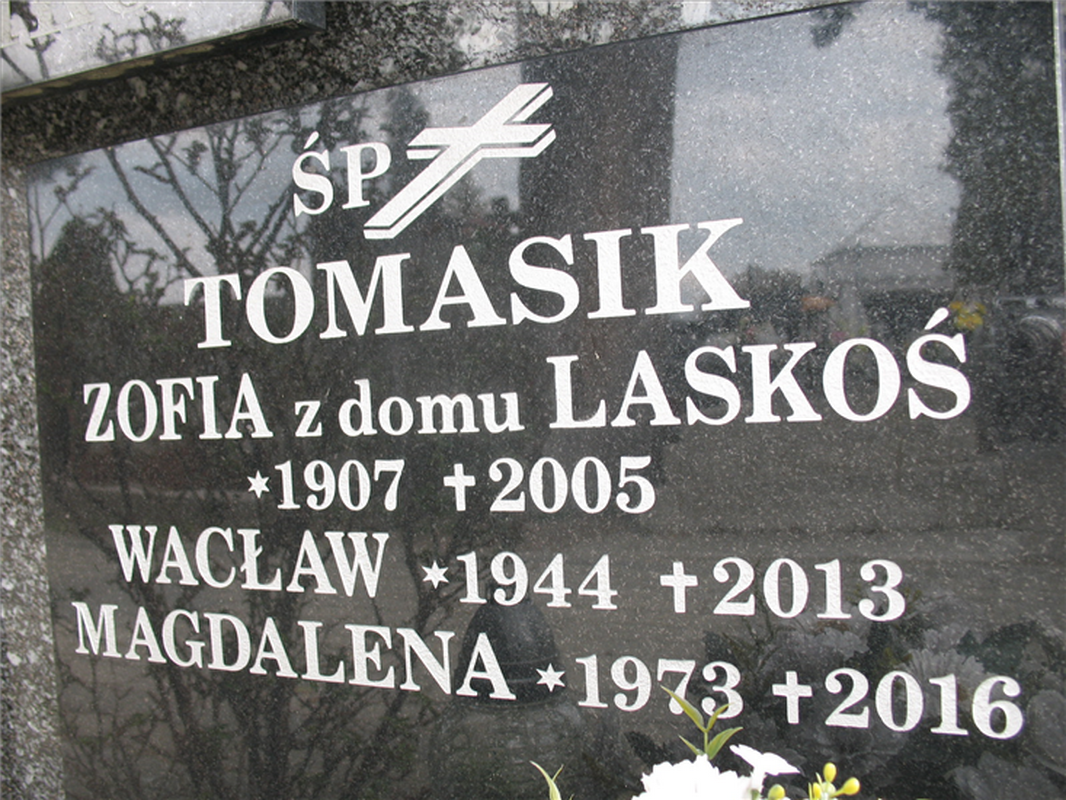 ŚP
TOMASIK
ZOFIA z domu LASKOŚ
*1907 †2005
WACŁAW *1944 †2013
MAGDALENA *1973 †2016